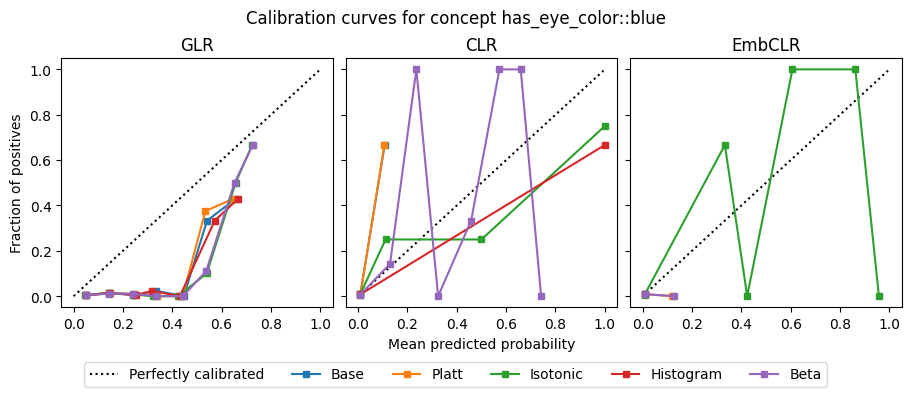 Calibration curves for concept has_eye_color::blue
GLR
CLR
EmbCLR
Fraction of positives
1.0
0.8
0.6
0.4
0.2
0.0
0.0 0.2 0.4 0.6 0.8 1.0
0.0 0.2 0.4 0.6 0.8 1.0
0.0 0.2 0.4 0.6 0.8 1.0
Mean predicted probability
Perfectly calibrated
Base
Platt
Isotonic
Histogram
Beta